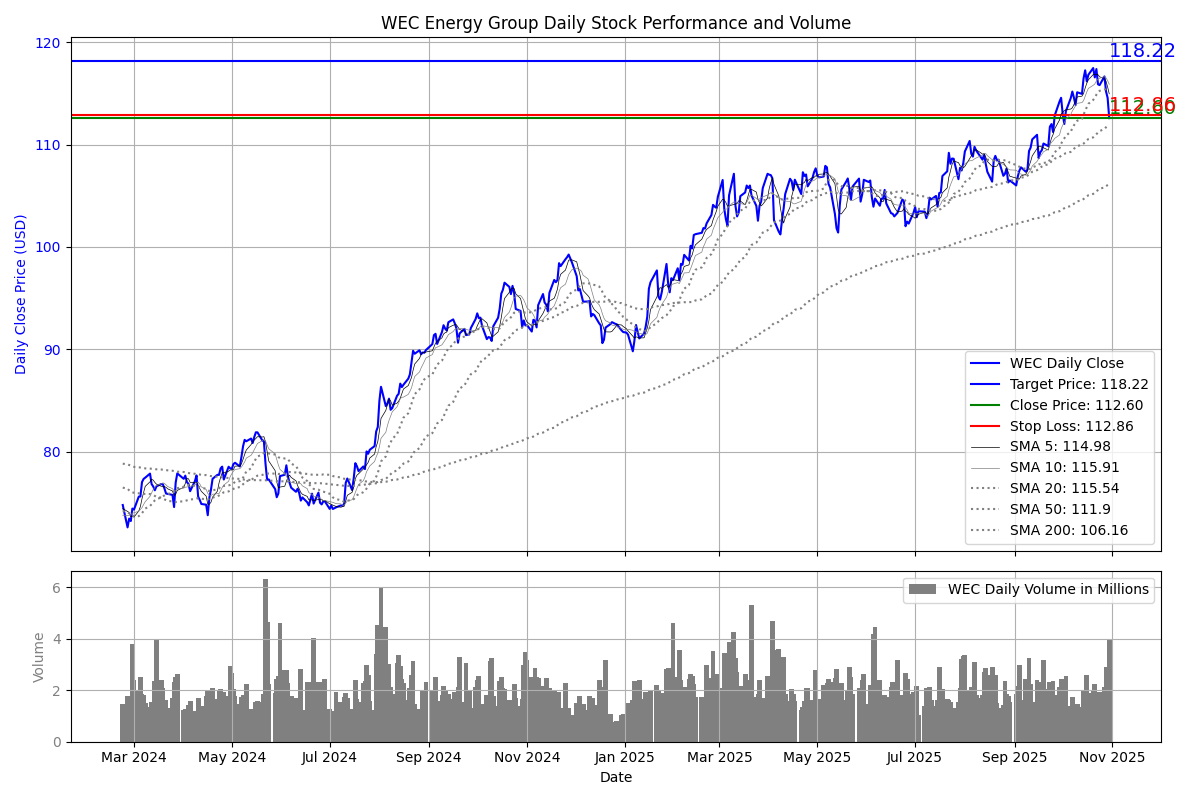 WEC Energy Group Daily Stock Performance and Volume
120
110
100
90
80
Daily Close Price (USD)
118.22
112.86
112.60
WEC Daily Close
Target Price: 118.22
Close Price: 112.60
Stop Loss: 112.86
SMA 5: 114.98
SMA 10: 115.91
SMA 20: 115.54
SMA 50: 111.9
SMA 200: 106.16
6
4
2
0
Volume
WEC Daily Volume in Millions
Mar 2024 May 2024 Jul 2024 Sep 2024 Nov 2024 Jan 2025 Mar 2025 May 2025 Jul 2025 Sep 2025 Nov 2025
Date